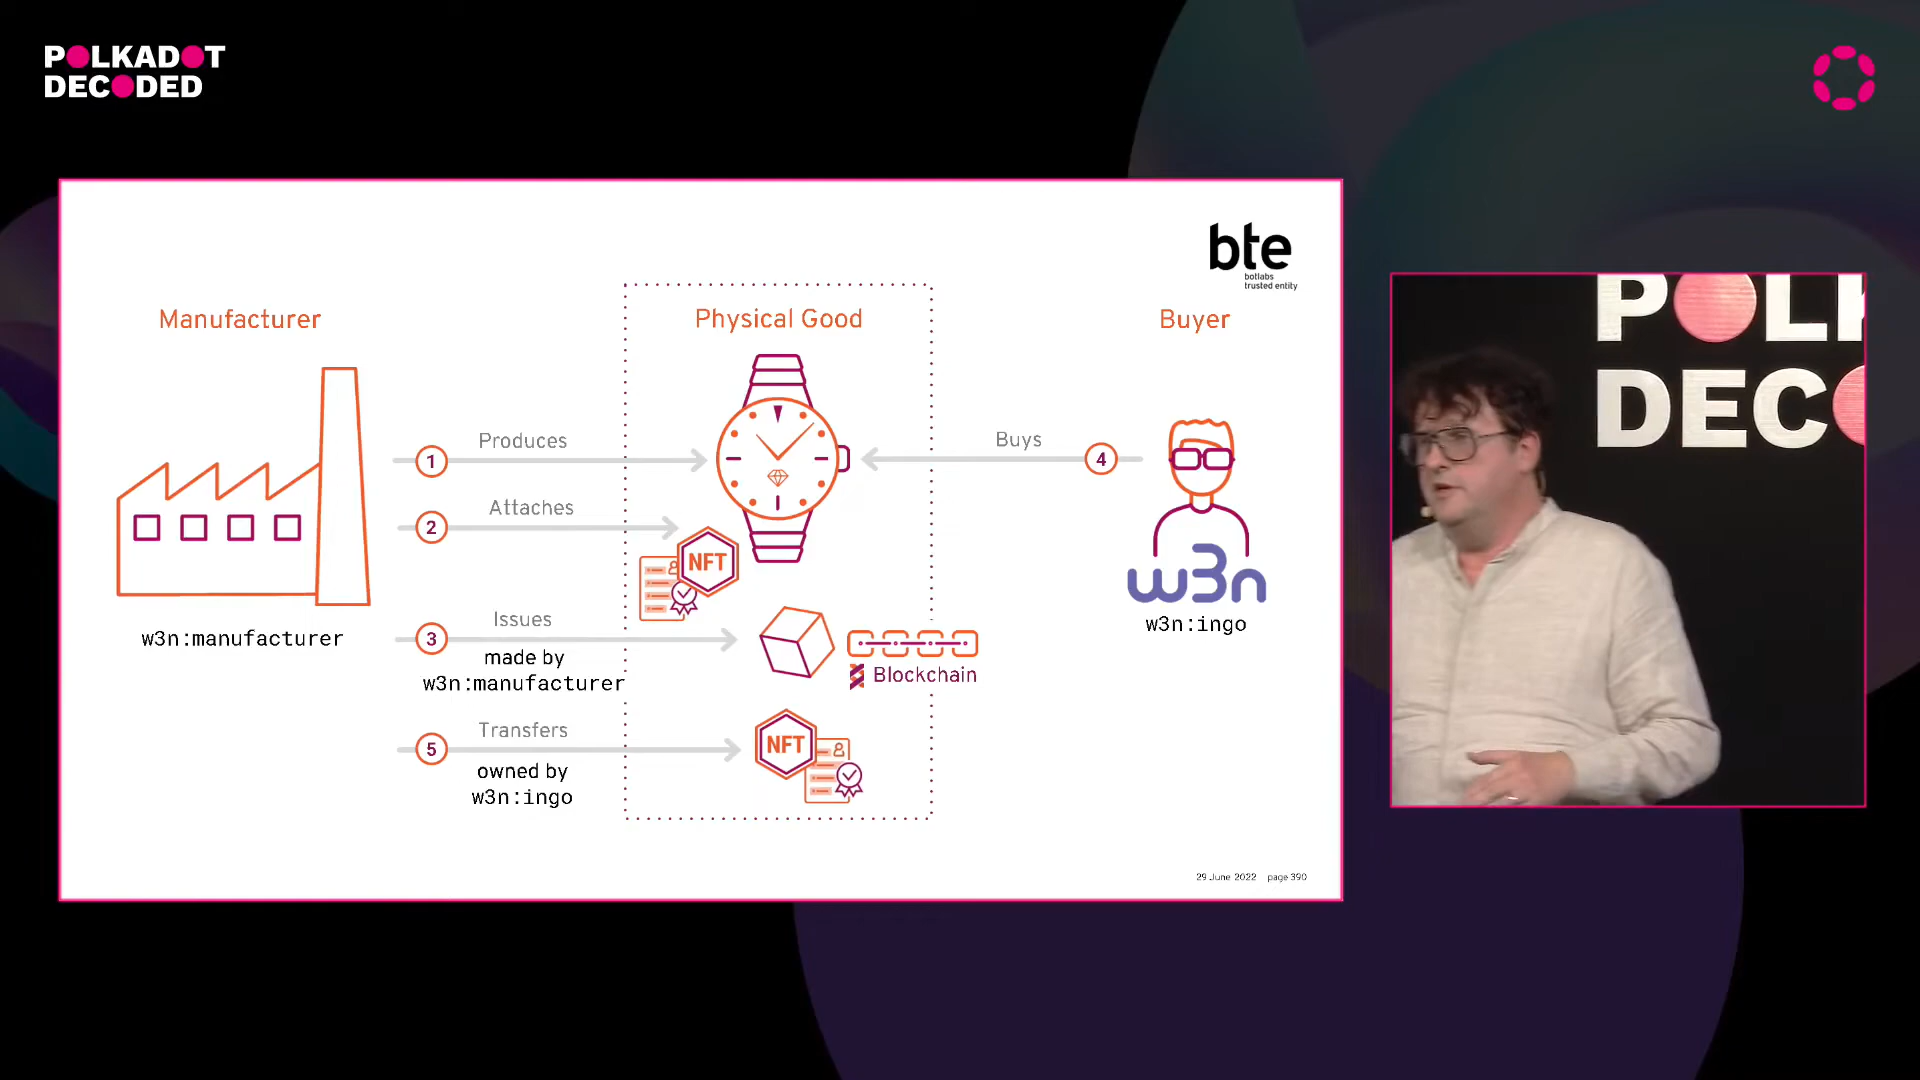 POLKADOT
DECODED
bte
botlabs
trusted entity
Manufacturer
Physical Good
Buyer
Produces
1
Buys
4
Attaches
2
NFT
w3n
w3n:ingo
Issues
3
w3n:manufacturer
made by
w3n:manufacturer
Blockchain
Transfers
5
NFT
owned by
w3n:ingo
29 June 2022 page 390
POLK
DECO